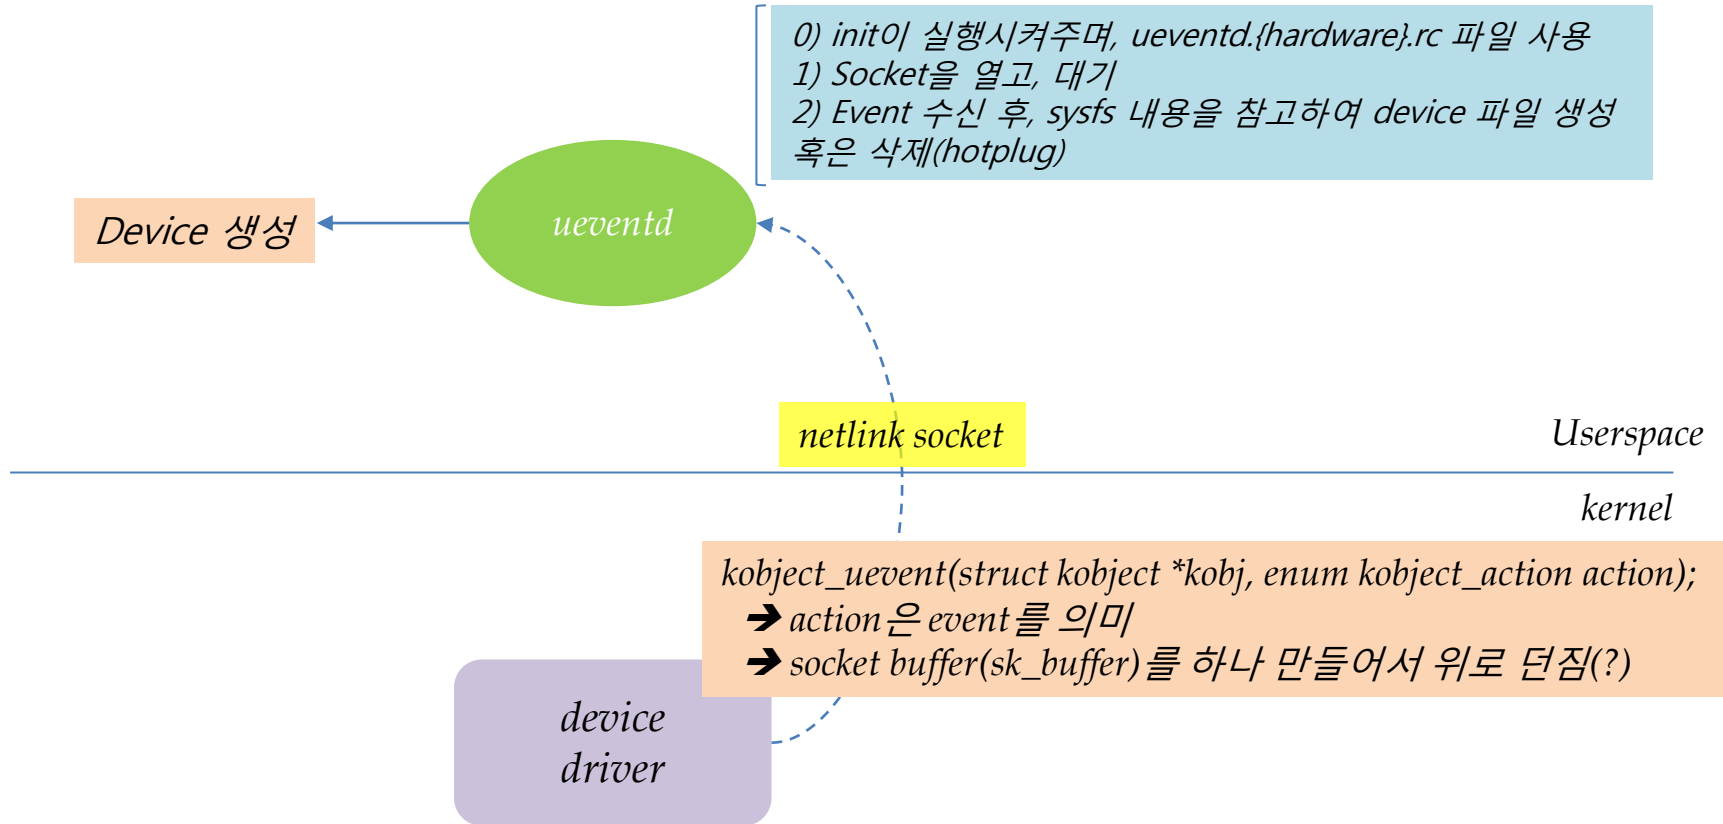 0) init이 실행시켜주며, ueventd.{hardware}.rc 파일 사용
1) Socket을 열고, 대기
2) Event 수신 후, sysfs 내용을 참고하여 device 파일 생성
혹은 삭제(hotplug)
Device 생성
ueventd
netlink socket
Userspace
kernel
kobject_uevent(struct kobject *kobj, enum kobject_action action);
➔ action은 event를 의미
➔ socket buffer(sk_buffer)를 하나 만들어서 위로 던짐(?)
device
driver